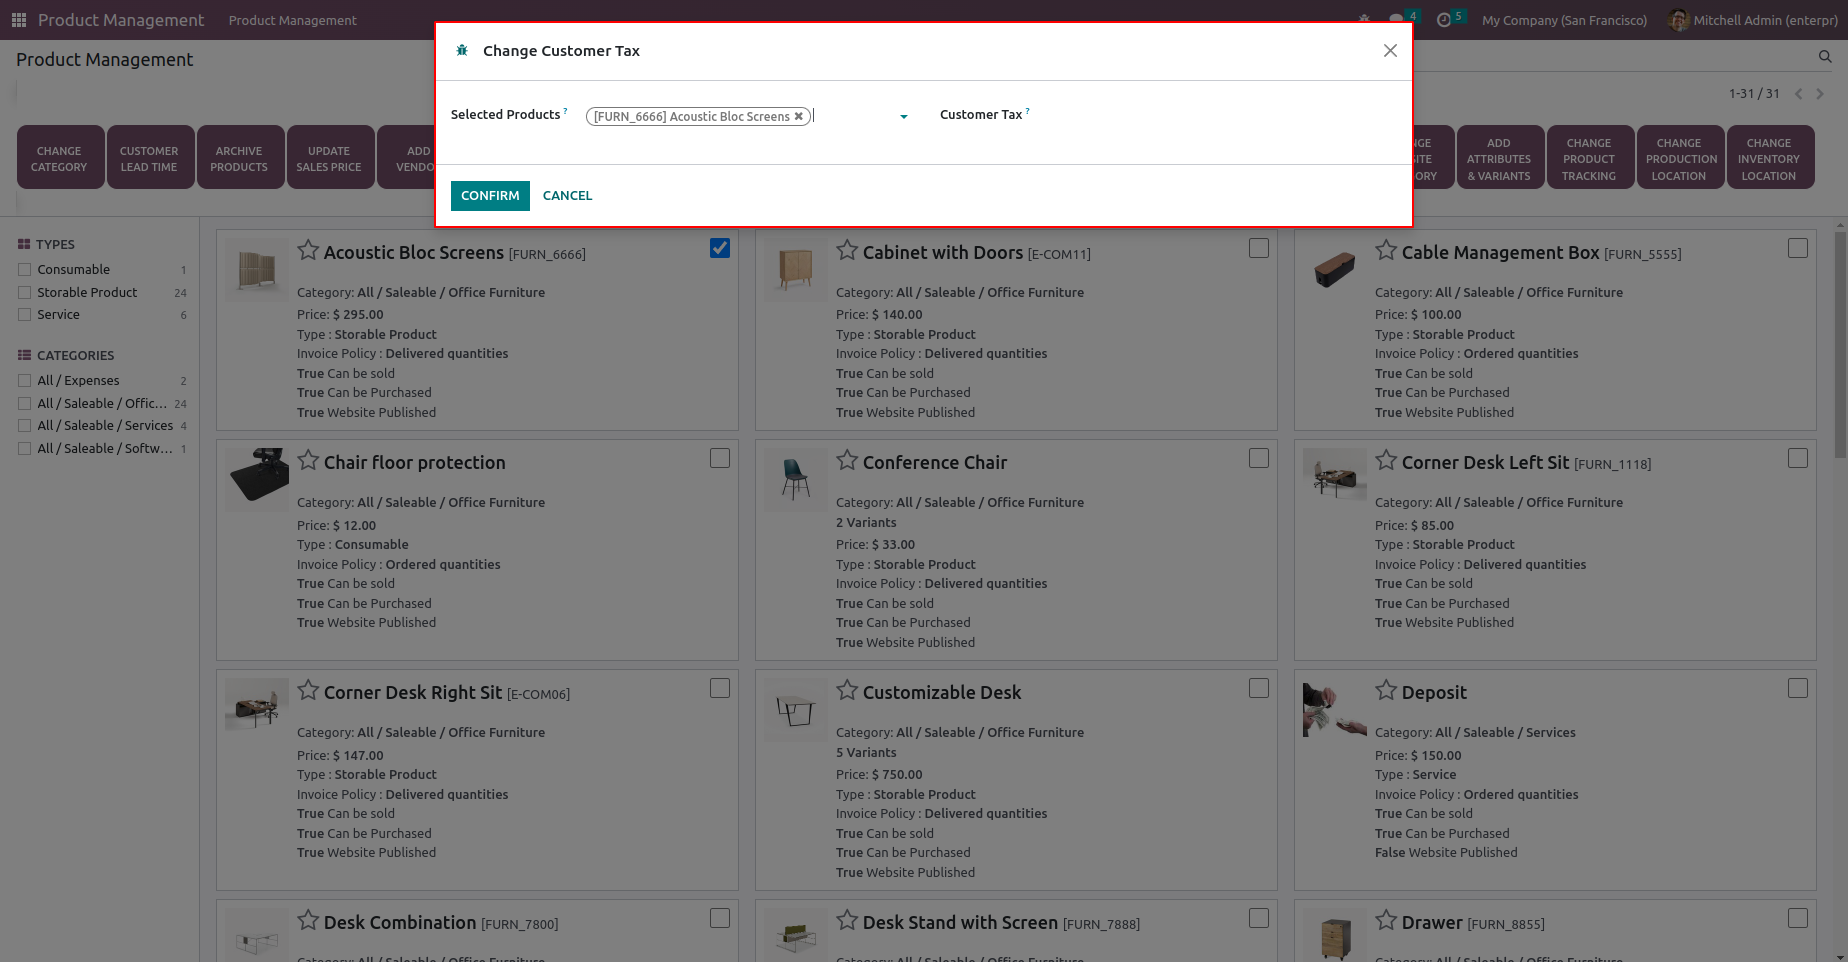 Product Management
Product Management
4
5
My Company (San Francisco)
Mitchell Admin (enterpr)
Product Management
1-31 / 31
CHANGE
CATEGORY
CUSTOMER
LEAD TIME
ARCHIVE
PRODUCTS
UPDATE
SALES PRICE
ADD
VENDO
NGE
ITE
ORY
ADD
ATTRIBUTES
& VARIANTS
CHANGE
PRODUCT
TRACKING
CHANGE
PRODUCTION
LOCATION
CHANGE
INVENTORY
LOCATION
Change Customer Tax
Selected Products ?
[FURN_6666] Acoustic Bloc Screens
Customer Tax ?
CONFIRM
CANCEL
TYPES
Consumable 1
Storable Product 24
Service 6
CATEGORIES
All / Expenses 2
All / Saleable / Offic... 24
All / Saleable / Services 4
All / Saleable / Softw... 1
Acoustic Bloc Screens [FURN_6666]
Category: All / Saleable / Office Furniture
Price: $ 295.00
Type : Storable Product
Invoice Policy : Delivered quantities
True Can be sold
True Can be Purchased
True Website Published
Cabinet with Doors [E-COM11]
Category: All / Saleable / Office Furniture
Price: $ 140.00
Type : Storable Product
Invoice Policy : Delivered quantities
True Can be sold
True Can be Purchased
True Website Published
Cable Management Box [FURN_5555]
Category: All / Saleable / Office Furniture
Price: $ 100.00
Type : Storable Product
Invoice Policy : Ordered quantities
True Can be sold
True Can be Purchased
True Website Published
Chair floor protection
Category: All / Saleable / Office Furniture
Price: $ 12.00
Type : Consumable
Invoice Policy : Ordered quantities
True Can be sold
True Can be Purchased
True Website Published
Conference Chair
Category: All / Saleable / Office Furniture
2 Variants
Price: $ 33.00
Type : Storable Product
Invoice Policy : Delivered quantities
True Can be sold
True Can be Purchased
True Website Published
Corner Desk Left Sit [FURN_1118]
Category: All / Saleable / Office Furniture
Price: $ 85.00
Type : Storable Product
Invoice Policy : Delivered quantities
True Can be sold
True Can be Purchased
True Website Published
Corner Desk Right Sit [E-COM06]
Category: All / Saleable / Office Furniture
Price: $ 147.00
Type : Storable Product
Invoice Policy : Delivered quantities
True Can be sold
True Can be Purchased
True Website Published
Customizable Desk
Category: All / Saleable / Office Furniture
5 Variants
Price: $ 750.00
Type : Storable Product
Invoice Policy : Delivered quantities
True Can be sold
True Can be Purchased
True Website Published
Deposit
Category: All / Saleable / Services
Price: $ 150.00
Type : Service
Invoice Policy : Ordered quantities
True Can be sold
True Can be Purchased
False Website Published
Desk Combination [FURN_7800]
Category: All / Saleable / Office Furniture
Desk Stand with Screen [FURN_7888]
Category: All / Saleable / Office Furniture
Drawer [FURN_8855]
Category: All / Saleable / Office Furniture